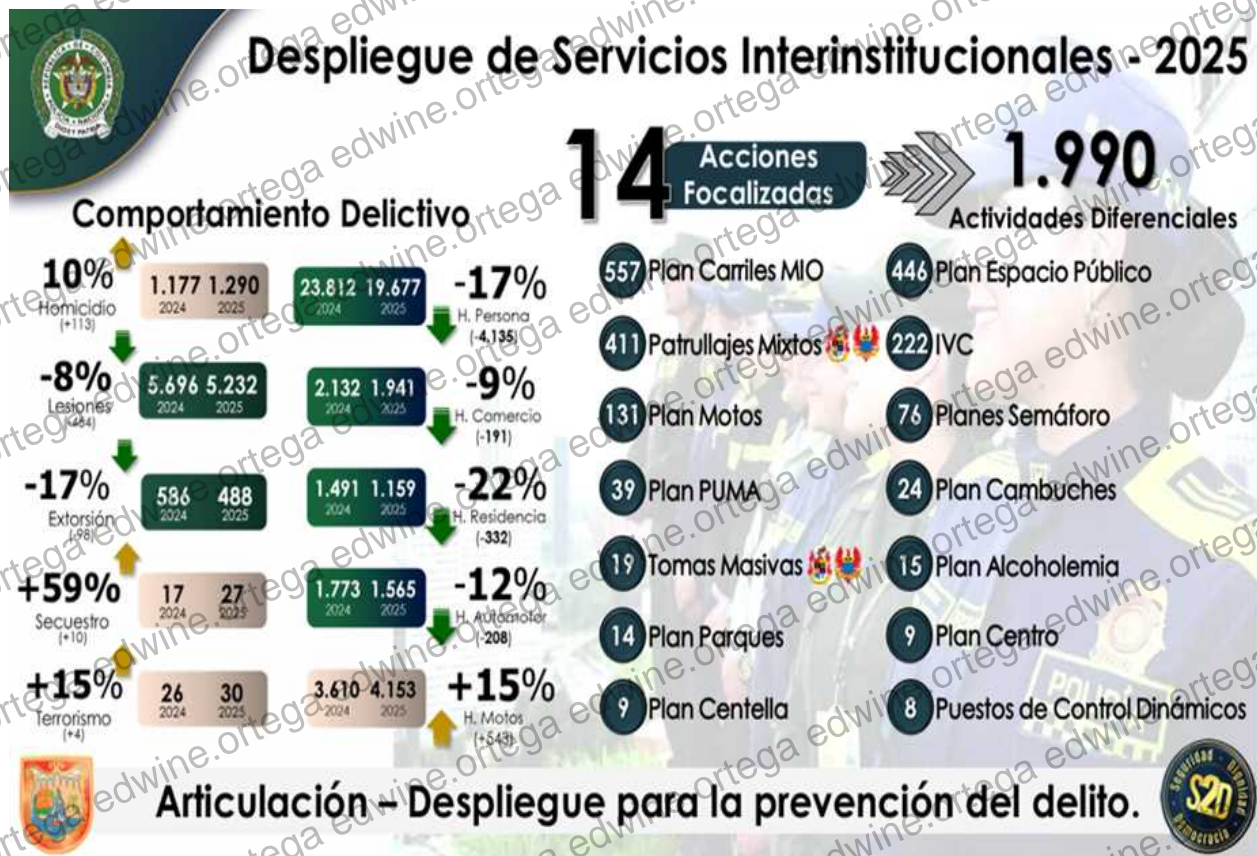 Despliegue de Servicios Interinstitucionales - 2025
14 Acciones Focalizadas
1.990
Actividades Diferenciales
Comportamiento Delictivo
10%
Homicidio
(+113)
1.177 1.290
2024 2025
23.812 19.677
2024 2025
-17%
H. Persona
(-4.135)
-8%
Lesiones
(-464)
5.696 5.232
2024 2025
2.132 1.941
2024 2025
-9%
H. Comercio
(-191)
-17%
Extorsión
(-98)
586 488
2024 2025
1.491 1.159
2024 2025
-22%
H. Residencia
(-332)
+59%
Secuestro
(+10)
17 27
2024 2025
1.773 1.565
2024 2025
-12%
H. Automotor
(-208)
+15%
Terrorismo
(+4)
26 30
2024 2025
3.610 4.153
2024 2025
+15%
H. Motos
(+543)
557 Plan Carriles MIO
411 Patrullajes Mixtos
131 Plan Motos
39 Plan PUMA
19 Tomas Masivas
14 Plan Parques
9 Plan Centella
446 Plan Espacio Público
222 IVC
76 Planes Semáforo
24 Plan Cambuches
15 Plan Alcoholemia
9 Plan Centro
8 Puestos de Control Dinámicos
Articulación – Despliegue para la prevención del delito.
Seguridad - Dignidad
S2D
Democracia
edwine.ortega